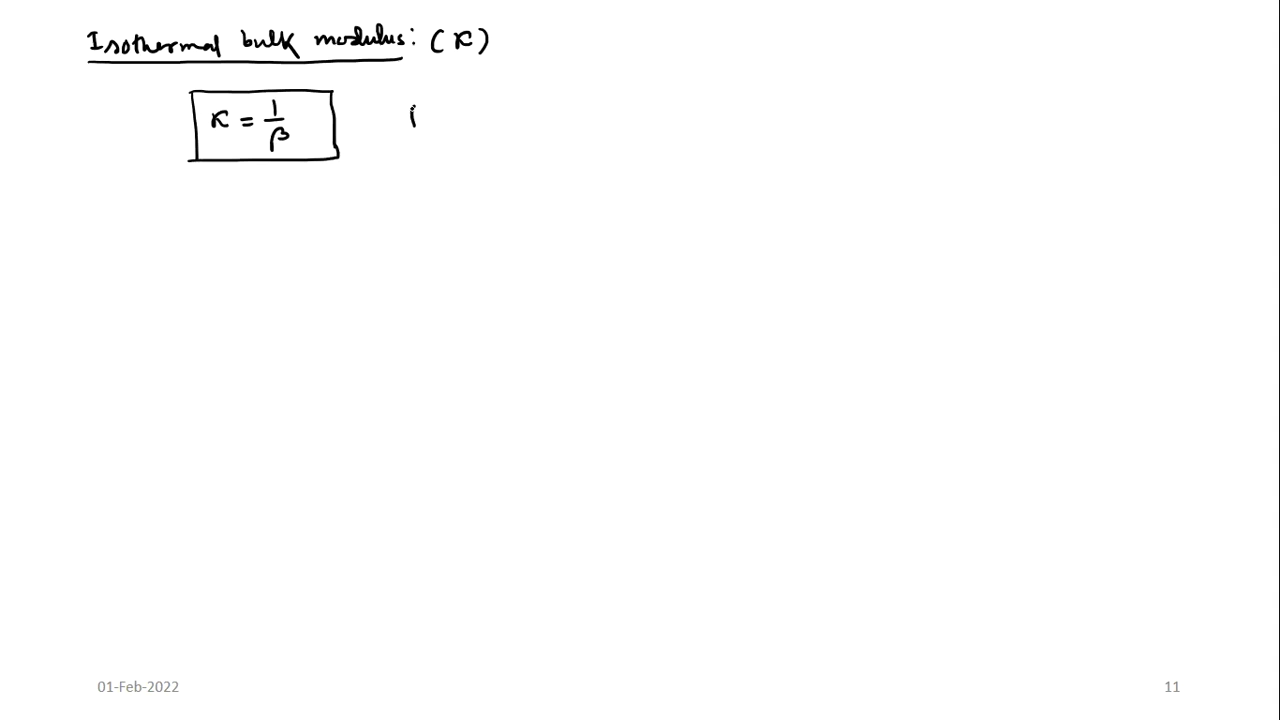 Isothermal bulk modulus: (κ)
κ = 1/β (
01-Feb-2022
11